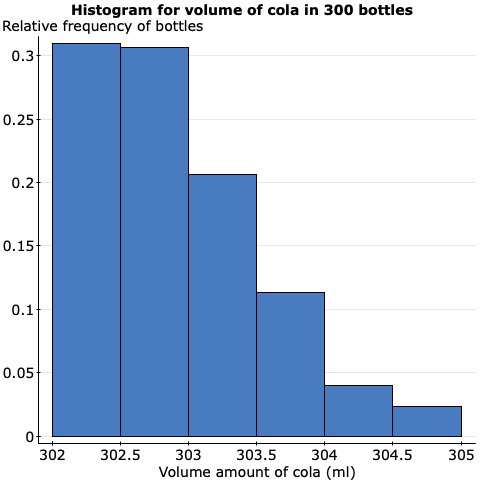 Histogram for volume of cola in 300 bottles
Relative frequency of bottles
0.3
0.25
0.2
0.15
0.1
0.05
0
302 302.5 303 303.5 304 304.5 305
Volume amount of cola (ml)